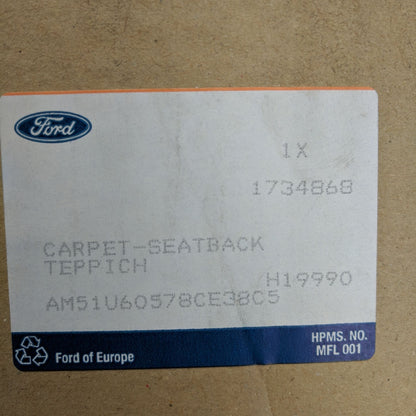 Ford
1X
1734868
CARPET-SEATBACK
TEPPICH
H19990
AM51U60578CE38C5
Ford of Europe
HPMS. NO.
MFL 001